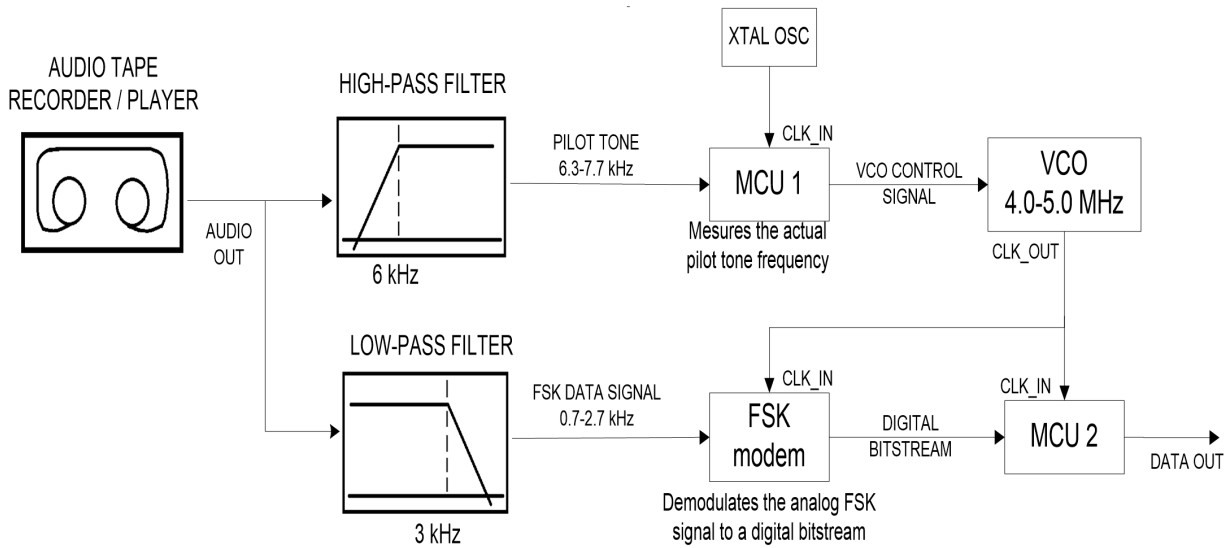 XTAL OSC
AUDIO TAPE
RECORDER / PLAYER
HIGH-PASS FILTER
PILOT TONE
6.3-7.7 kHz
CLK_IN
MCU 1
VCO CONTROL
SIGNAL
VCO
4.0-5.0 MHz
AUDIO
OUT
6 kHz
Mesures the actual
pilot tone frequency
CLK_OUT
LOW-PASS FILTER
FSK DATA SIGNAL
0.7-2.7 kHz
CLK_IN
FSK
modem
DIGITAL
BITSTREAM
CLK_IN
MCU 2
DATA OUT
3 kHz
Demodulates the analog FSK
signal to a digital bitstream